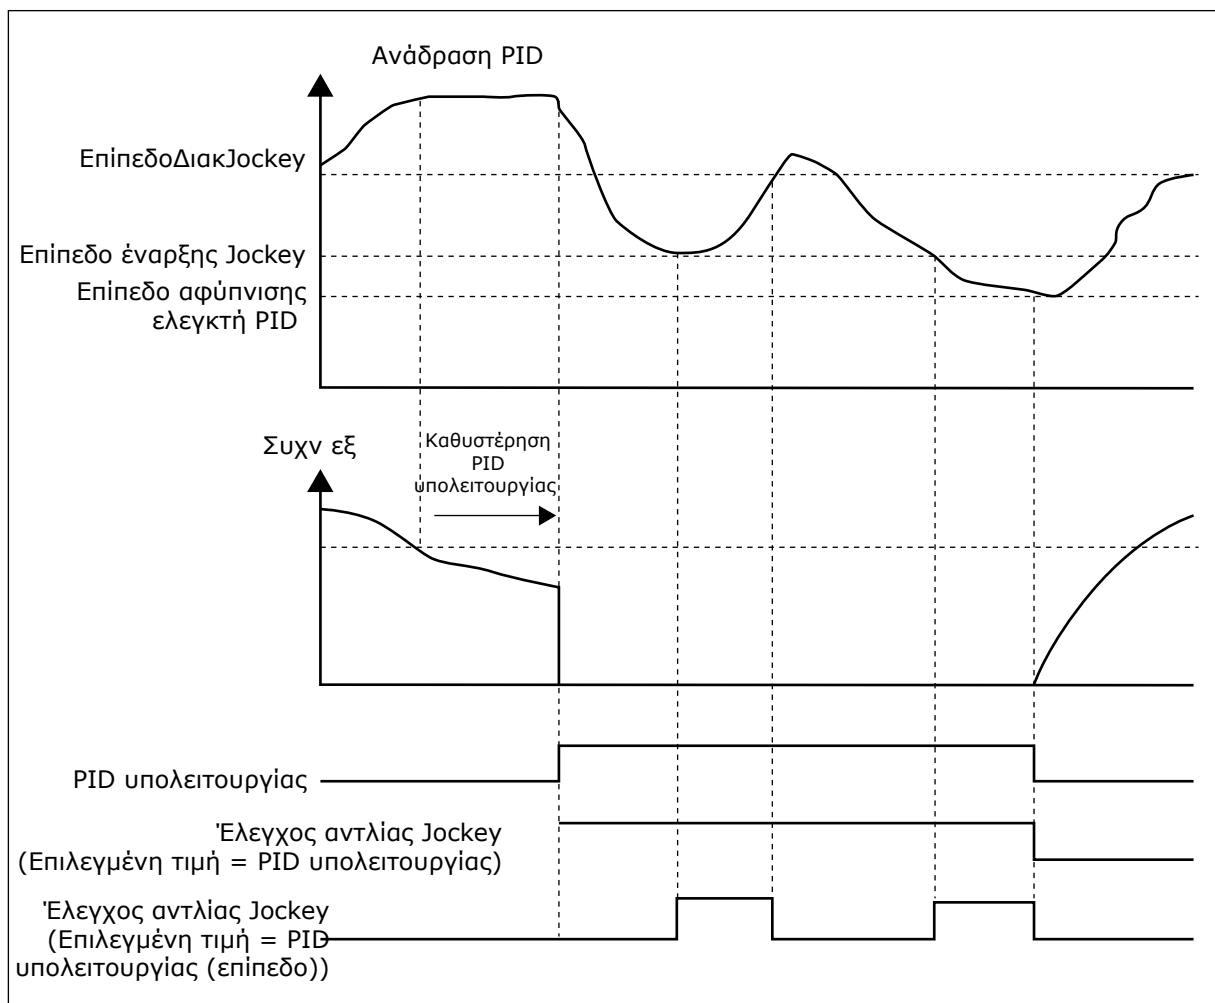 Ανάδραση PID
ΕπίπεδοΔιακJockey
Επίπεδο έναρξης Jockey
Επίπεδο αφύπνισης
ελεγκτή PID
Συχν εξ
Καθυστέρηση
PID
υπολειτουργίας
PID υπολειτουργίας
Έλεγχος αντλίας Jockey
(Επιλεγμένη τιμή = PID υπολειτουργίας)
Έλεγχος αντλίας Jockey
(Επιλεγμένη τιμή = PID
υπολειτουργίας (επίπεδο))